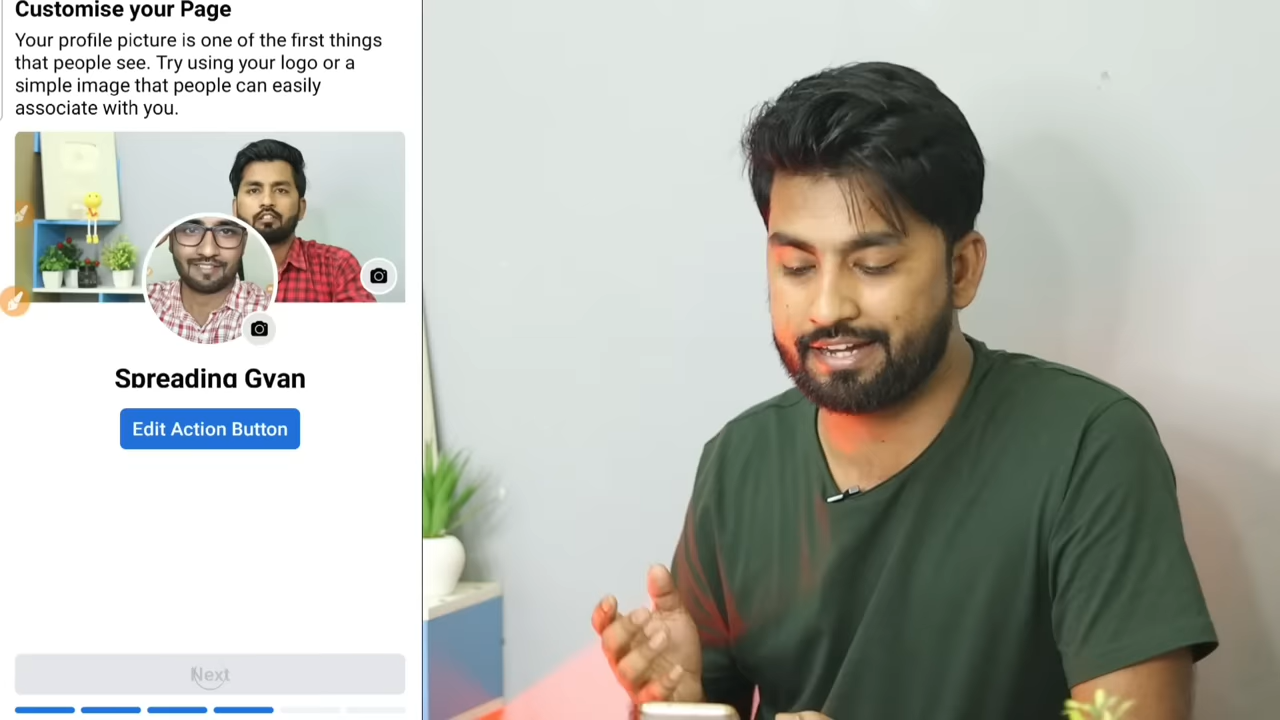 Customise your Page
Your profile picture is one of the first things
that people see. Try using your logo or a
simple image that people can easily
associate with you.
Spreading Gyan
Edit Action Button
Next